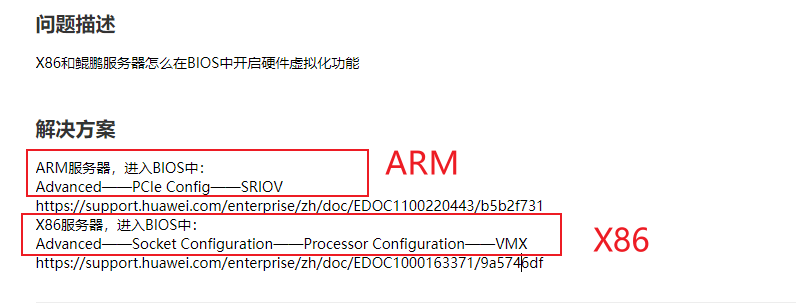 问题描述
X86和鲲鹏服务器怎么在BIOS中开启硬件虚拟化功能
解决方案
ARM服务器，进入BIOS中：
ARM
Advanced——PCIe Config——SRIOV
https://support.huawei.com/enterprise/zh/doc/EDOC1100220443/b5b2f731
X86服务器，进入BIOS中：
Advanced——Socket Configuration——Processor Configuration——VMX
X86
https://support.huawei.com/enterprise/zh/doc/EDOC1000163371/9a5746df